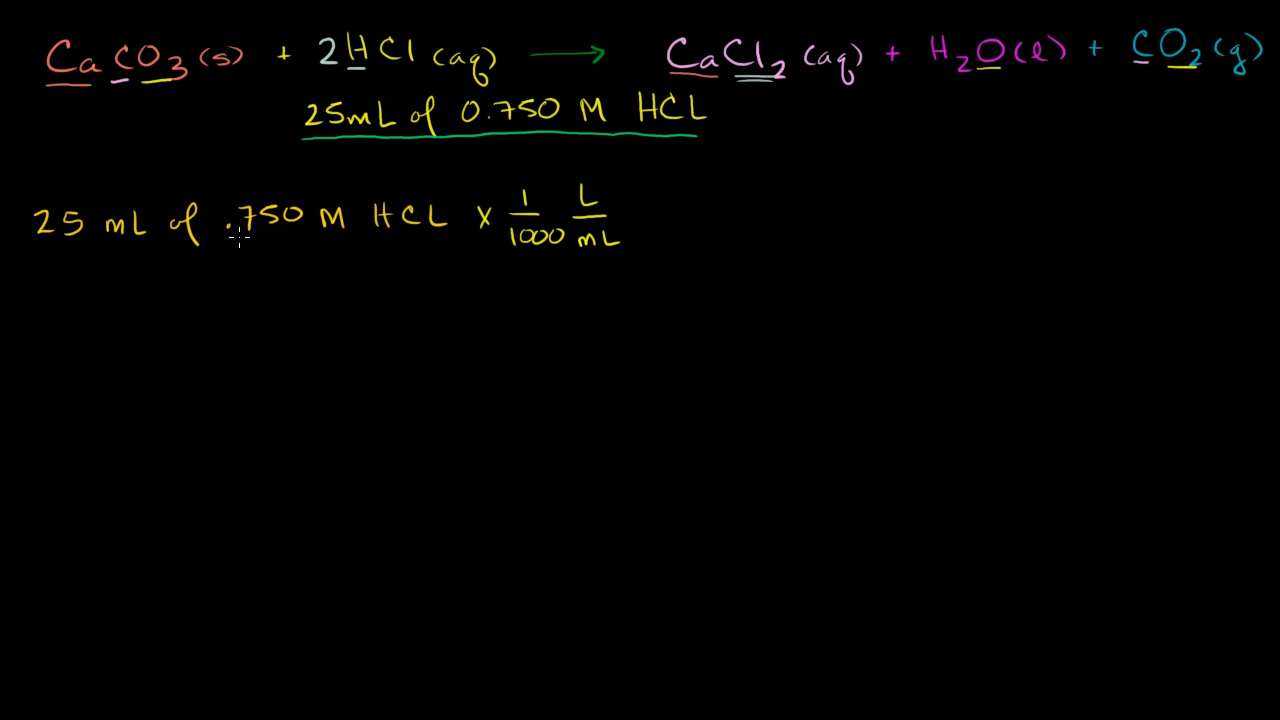 CaCO3 (s) + 2HCl (aq) → CaCl2 (aq) + H2O (l) + CO2 (g)
25mL of 0.750 M HCL
25 mL of .750 M HCL x 1/1000 L/mL